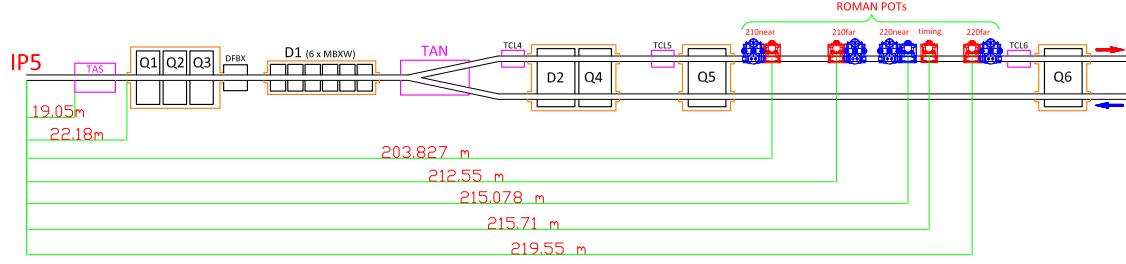 ROMAN POTs
210near
210far
220near
timing
220far
TCL4
TCL5
TCL6
D1 (6 x MBXW)
TAN
IP5
TAS
Q1
Q2
Q3
DFBX
D2
Q4
Q5
Q6
19.05m
22.18m
203.827 m
212.55 m
215.078 m
215.71 m
219.55 m